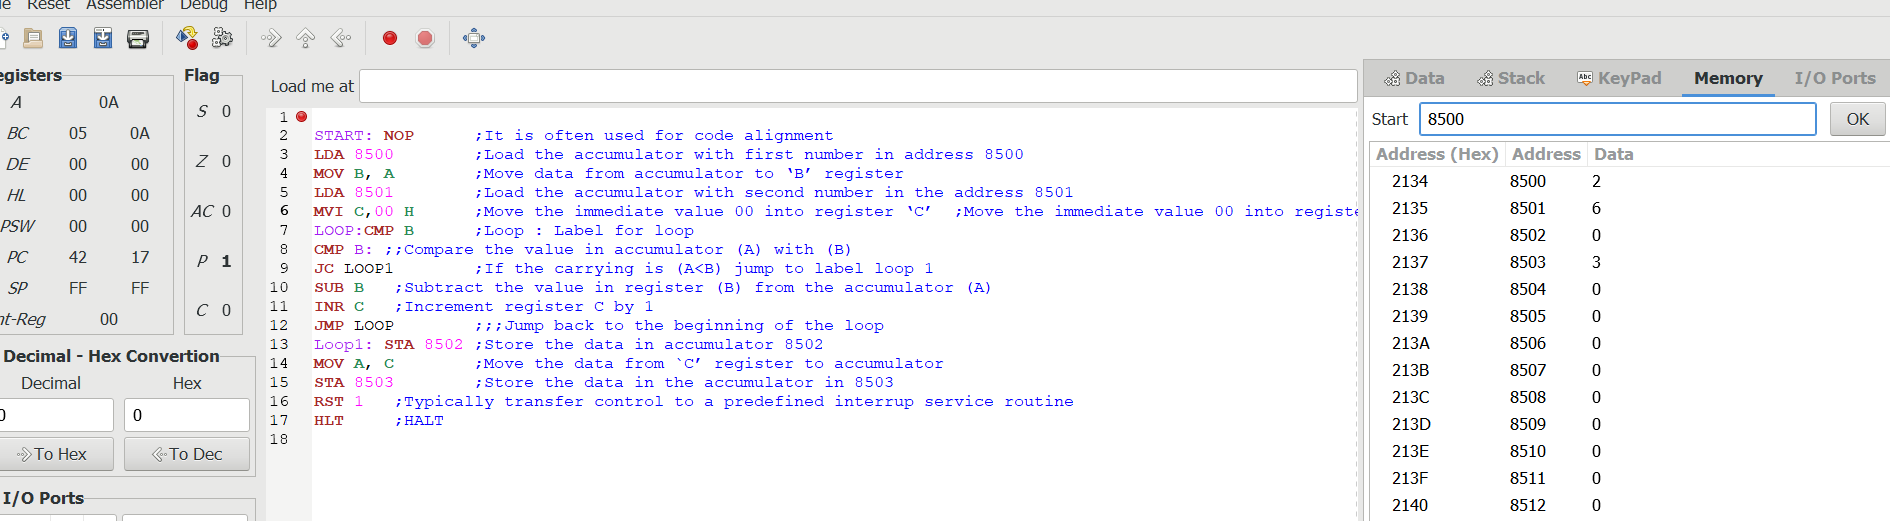 Reset Assembler Debug Help
Registers
A 0A
BC 05 0A
DE 00 00
HL 00 00
PSW 00 00
PC 42 17
SP FF FF
Int-Reg 00
Flag
S 0
Z 0
AC 0
P 1
C 0
Decimal - Hex Convertion
Decimal Hex
0 0
To Hex To Dec
I/O Ports
Load me at
1
2 START: NOP ;It is often used for code alignment
3 LDA 8500 ;Load the accumulator with first number in address 8500
4 MOV B, A ;Move data from accumulator to ‘B’ register
5 LDA 8501 ;Load the accumulator with second number in the address 8501
6 MVI C,00 H ;Move the immediate value 00 into register ‘C’ ;Move the immediate value 00 into registe
7 LOOP:CMP B ;Loop : Label for loop
8 CMP B: ;;Compare the value in accumulator (A) with (B)
9 JC LOOP1 ;If the carrying is (A<B) jump to label loop 1
10 SUB B ;Subtract the value in register (B) from the accumulator (A)
11 INR C ;Increment register C by 1
12 JMP LOOP ;;;Jump back to the beginning of the loop
13 Loop1: STA 8502 ;Store the data in accumulator 8502
14 MOV A, C ;Move the data from `C’ register to accumulator
15 STA 8503 ;Store the data in the accumulator in 8503
16 RST 1 ;Typically transfer control to a predefined interrup service routine
17 HLT ;HALT
18
Data Stack Abc KeyPad Memory I/O Ports
Start 8500 OK
Address (Hex) Address Data
2134 8500 2
2135 8501 6
2136 8502 0
2137 8503 3
2138 8504 0
2139 8505 0
213A 8506 0
213B 8507 0
213C 8508 0
213D 8509 0
213E 8510 0
213F 8511 0
2140 8512 0